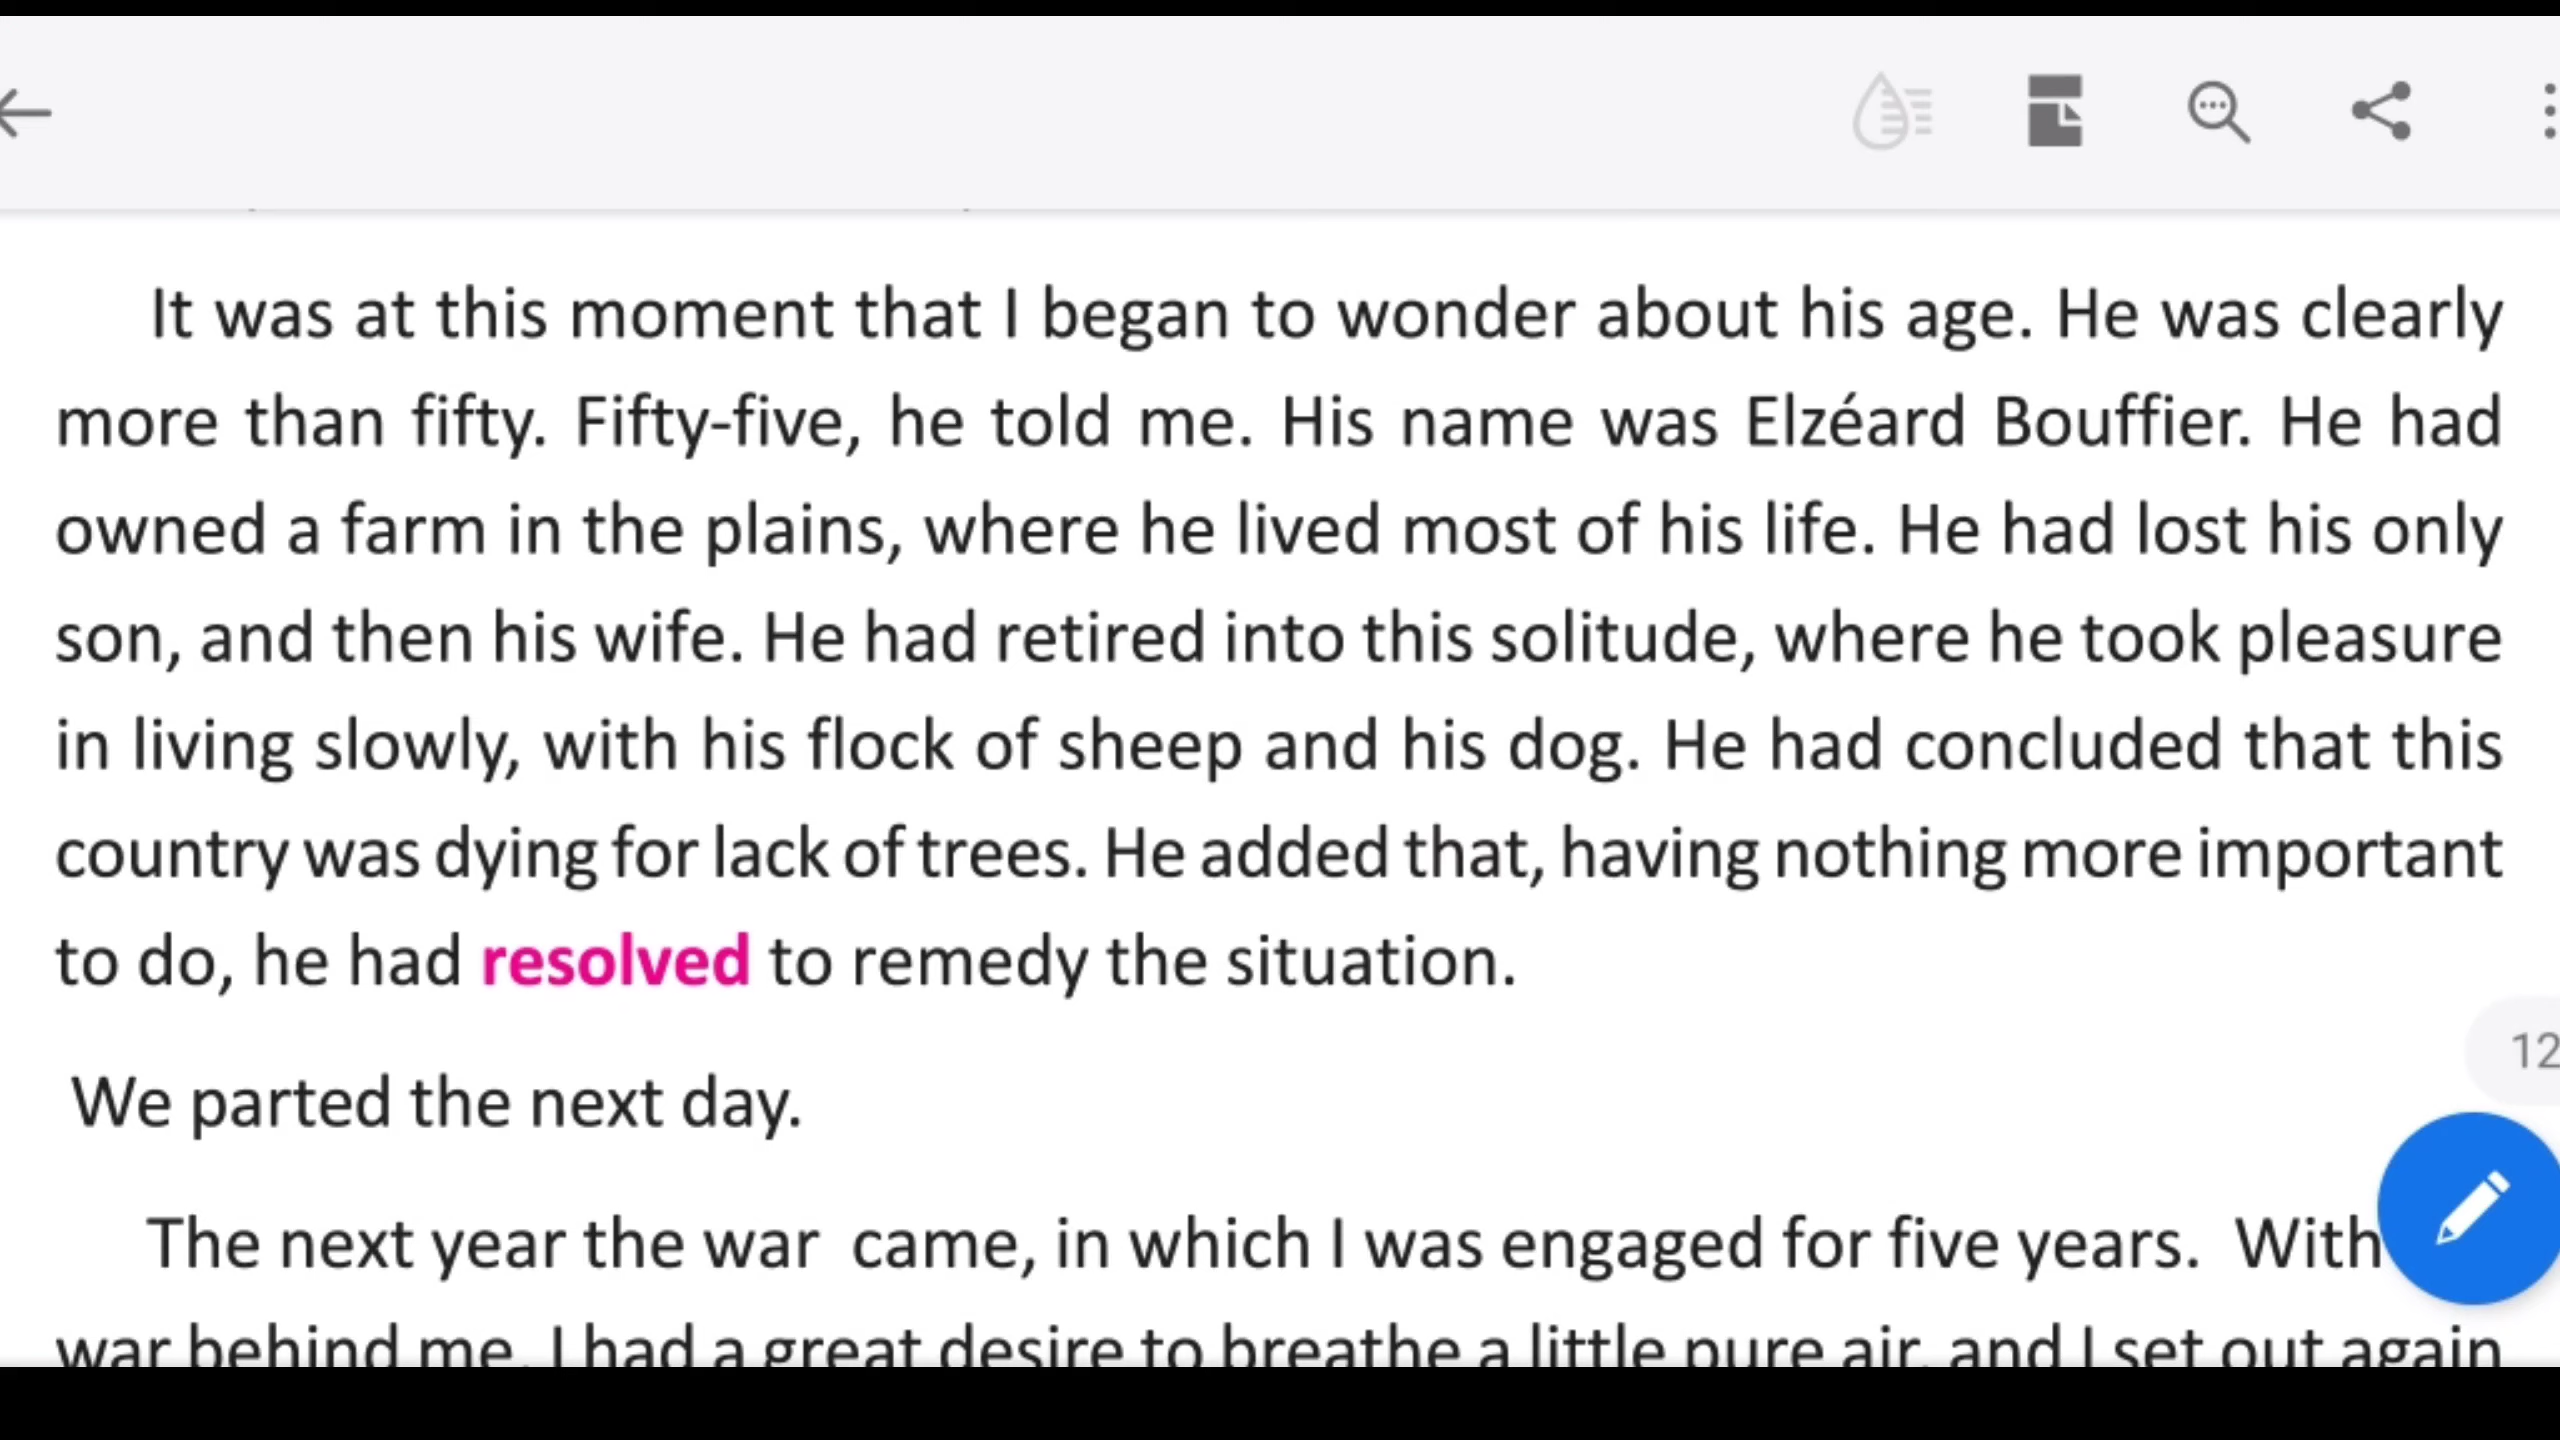 It was at this moment that I began to wonder about his age. He was clearly
more than fifty. Fifty-five, he told me. His name was Elzéard Bouffier. He had
owned a farm in the plains, where he lived most of his life. He had lost his only
son, and then his wife. He had retired into this solitude, where he took pleasure
in living slowly, with his flock of sheep and his dog. He had concluded that this
country was dying for lack of trees. He added that, having nothing more important
to do, he had resolved to remedy the situation.
12
We parted the next day.
The next year the war came, in which I was engaged for five years. With
war behind me, I had a great desire to breathe a little pure air, and I set out again